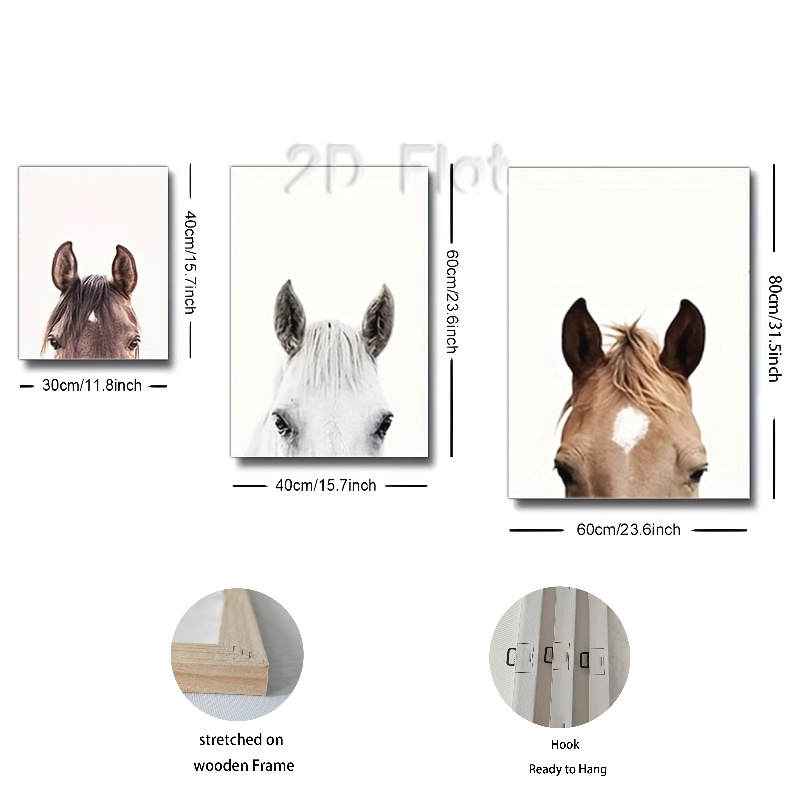 2D Flat
40cm/15.7inch
30cm/11.8inch
60cm/23.6inch
40cm/15.7inch
80cm/31.5inch
60cm/23.6inch
stretched on
wooden Frame
Hook
Ready to Hang